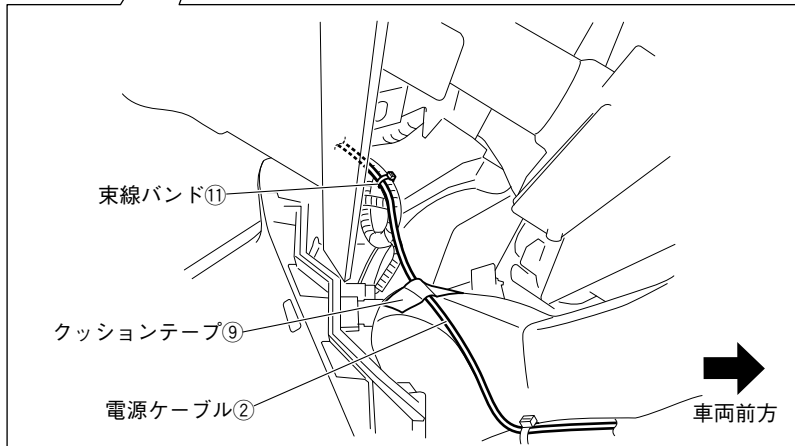 束線バンド⑪
クッションテープ⑨
電源ケーブル②
車両前方